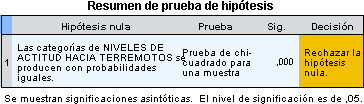 Resumen de prueba de hipótesis
Hipótesis nula Prueba Sig. Decisión
1 Las categorías de NIVELES DE ACTITUD HACIA TERREMOTOS se producen con probabilidades iguales. Prueba de chi-cuadrado para una muestra ,000 Rechazar la hipótesis nula.
Se muestran significaciones asintóticas. El nivel de significación es de ,05.